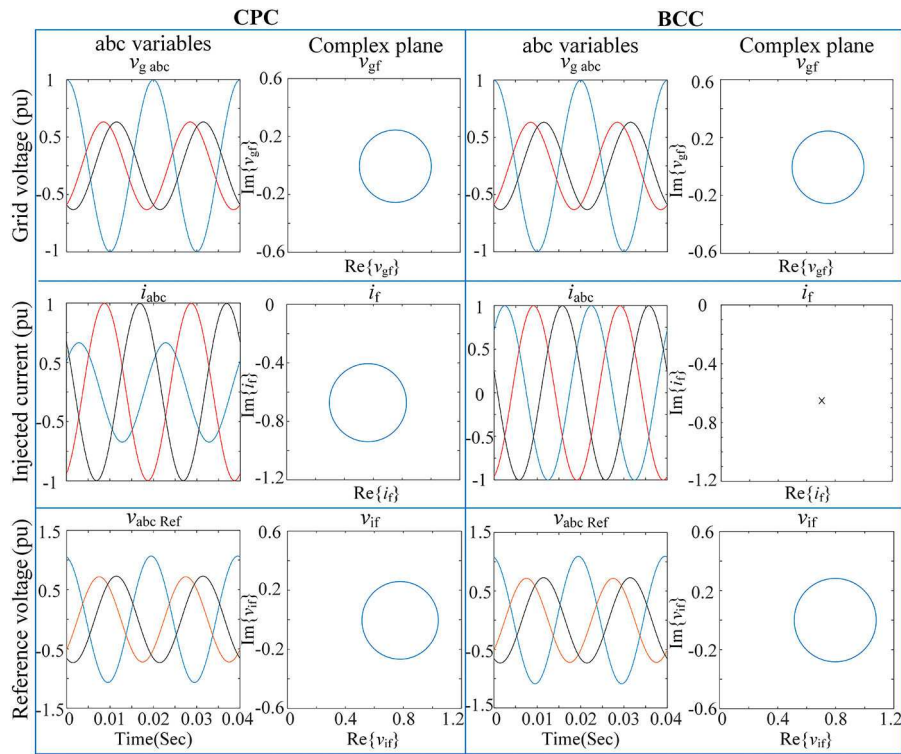 CPC
BCC
abc variables
Complex plane
abc variables
Complex plane
v_g abc
v_gf
v_g abc
v_gf
Grid voltage (pu)
1
0.5
-0.5
-1
Im{v_gf}
0.6
0.2
-0.2
-0.6
Re{v_gf}
1
0.5
-0.5
-1
Im{v_gf}
0.6
0.2
-0.2
-0.6
Re{v_gf}
i_abc
i_f
i_abc
i_f
Injected current (pu)
1
0.5
-0.5
-1
Im{i_f}
0
-0.4
-0.8
-1.2
Re{i_f}
1
0.5
0
-0.5
-1
Im{i_f}
0
-0.4
-0.8
-1.2
Re{i_f}
v_abc Ref
v_if
v_abc Ref
v_if
Reference voltage (pu)
1.5
0.5
-0.5
-1.5
0 0.01 0.02 0.03 0.04
Time(Sec)
Im{v_if}
0.6
0.2
-0.2
-0.6
0 0.4 0.8 1.2
Re{v_if}
1.5
0.5
-0.5
-1.5
0 0.01 0.02 0.03 0.04
Time(Sec)
Im{v_if}
0.6
0.2
-0.2
-0.6
0 0.4 0.8 1.2
Re{v_if}